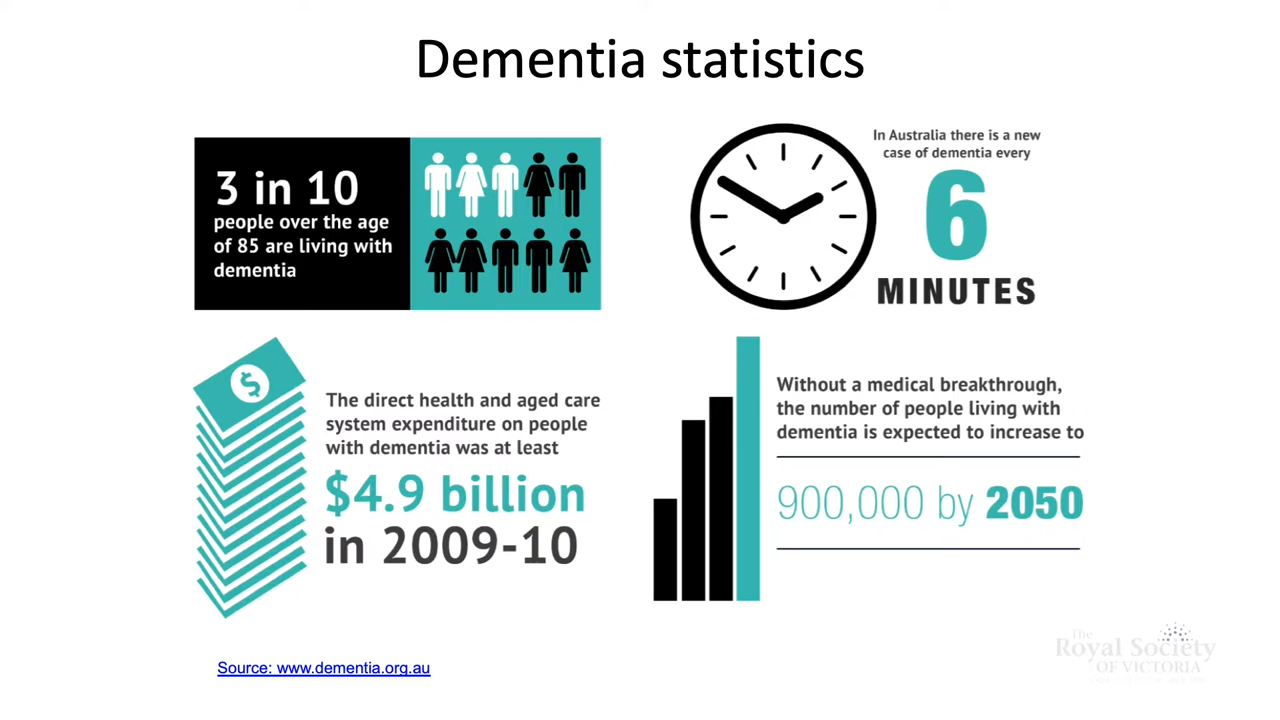 Dementia statistics
3 in 10
people over the age
of 85 are living with
dementia
In Australia there is a new
case of dementia every
6
MINUTES
$
The direct health and aged care
system expenditure on people
with dementia was at least
$4.9 billion
in 2009-10
Without a medical breakthrough,
the number of people living with
dementia is expected to increase to
900,000 by 2050
Source: www.dementia.org.au
The
Royal Society
OF VICTORIA